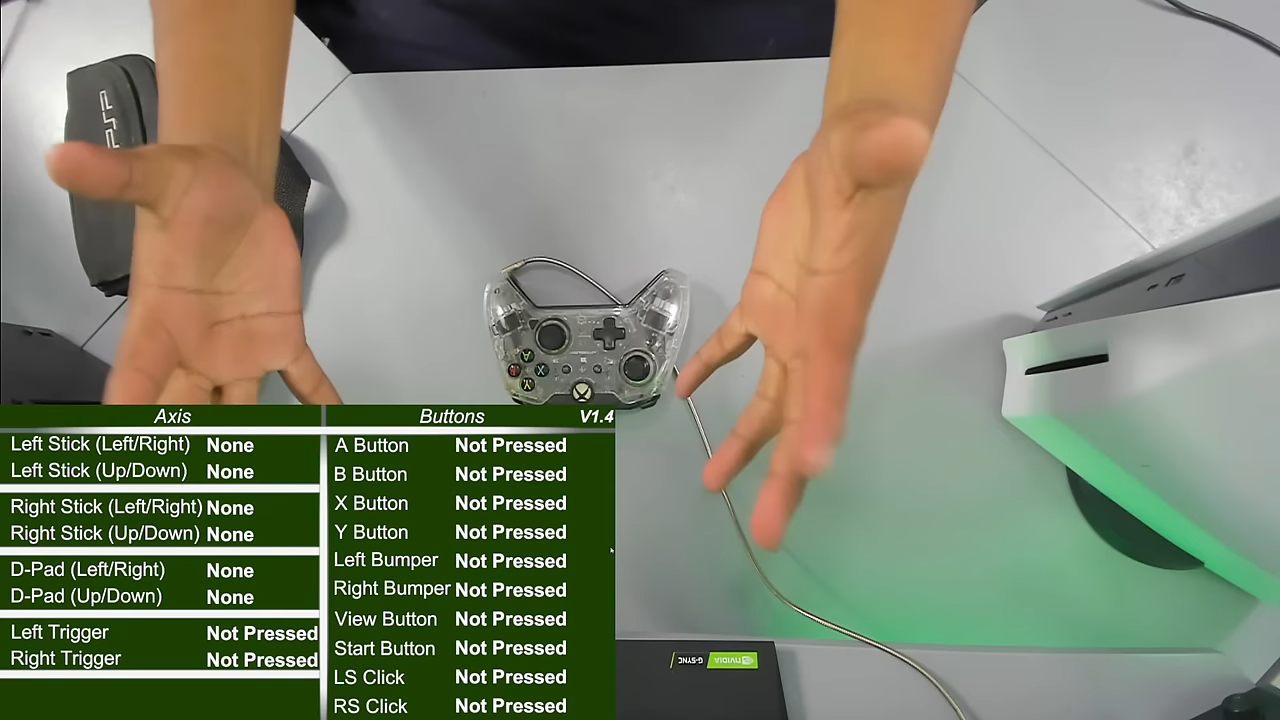 PSP
A
B
X
Y
Axis
Buttons
V1.4
Left Stick (Left/Right) None
Left Stick (Up/Down) None
Right Stick (Left/Right) None
Right Stick (Up/Down) None
D-Pad (Left/Right) None
D-Pad (Up/Down) None
Left Trigger Not Pressed
Right Trigger Not Pressed
A Button Not Pressed
B Button Not Pressed
X Button Not Pressed
Y Button Not Pressed
Left Bumper Not Pressed
Right Bumper Not Pressed
View Button Not Pressed
Start Button Not Pressed
LS Click Not Pressed
RS Click Not Pressed
G-SYNC
NVIDIA